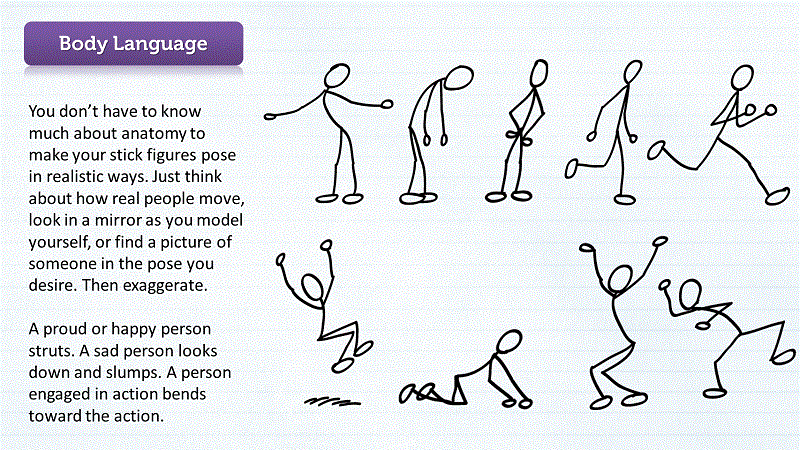 Body Language
You don't have to know
much about anatomy to
make your stick figures pose
in realistic ways. Just think
about how real people move,
look in a mirror as you model
yourself, or find a picture of
someone in the pose you
desire. Then exaggerate.
A proud or happy person
struts. A sad person looks
down and slumps. A person
engaged in action bends
toward the action.